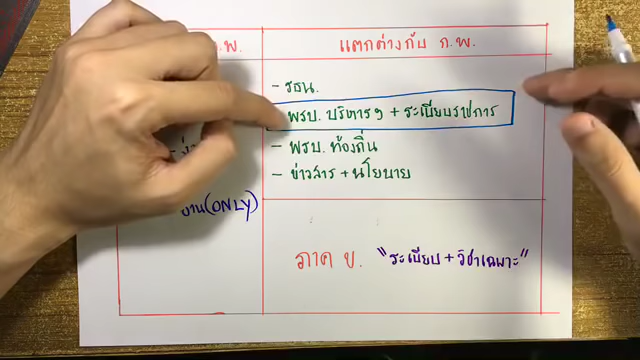 ก.พ.
แตกต่างกับ ก.พ.
- รธน.
พรบ. บริหารฯ + ระเบียบราชการ
- พรบ. ท้องถิ่น
- ข่าวสาร + นโยบาย
(ONLY)
ภาค ข. "ระเบียบ + วิชาเฉพาะ"